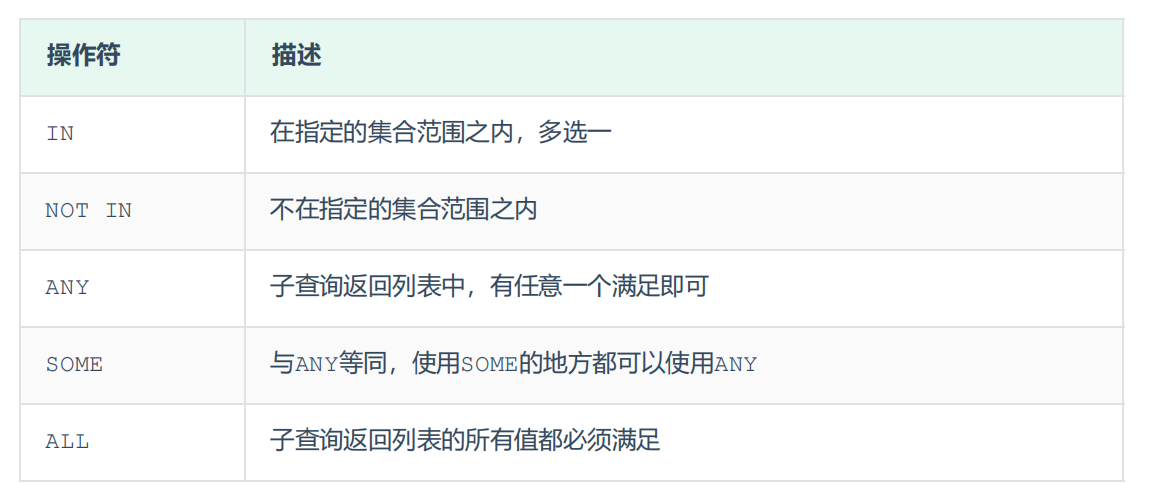 操作符 描述
IN 在指定的集合范围之内，多选一
NOT IN 不在指定的集合范围之内
ANY 子查询返回列表中，有任意一个满足即可
SOME 与ANY等同，使用SOME的地方都可以使用ANY
ALL 子查询返回列表的所有值都必须满足